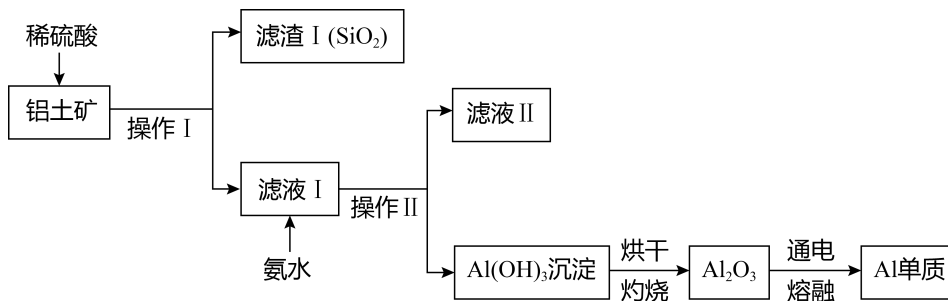 稀硫酸
铝土矿
操作Ⅰ
滤渣Ⅰ(SiO₂)
滤液Ⅰ
氨水
操作Ⅱ
滤液Ⅱ
Al(OH)₃沉淀
烘干
灼烧
Al₂O₃
通电
熔融
Al单质